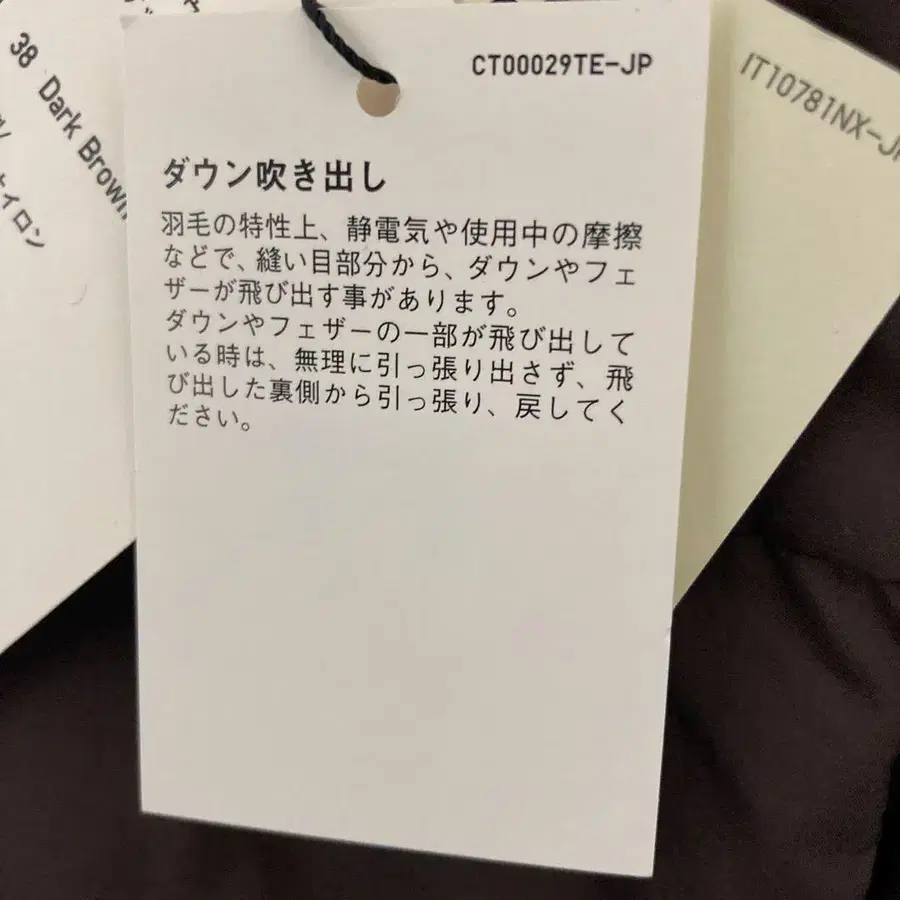 38 Dark Brown
イロン
CT00029TE-JP
IT10781NX-J
ダウン吹き出し
羽毛の特性上、静電気や使用中の摩擦
などで、縫い目部分から、ダウンやフェ
ザーが飛び出す事があります。
ダウンやフェザーの一部が飛び出して
いる時は、無理に引っ張り出さず、飛
び出した裏側から引っ張り、戻してく
ださい。